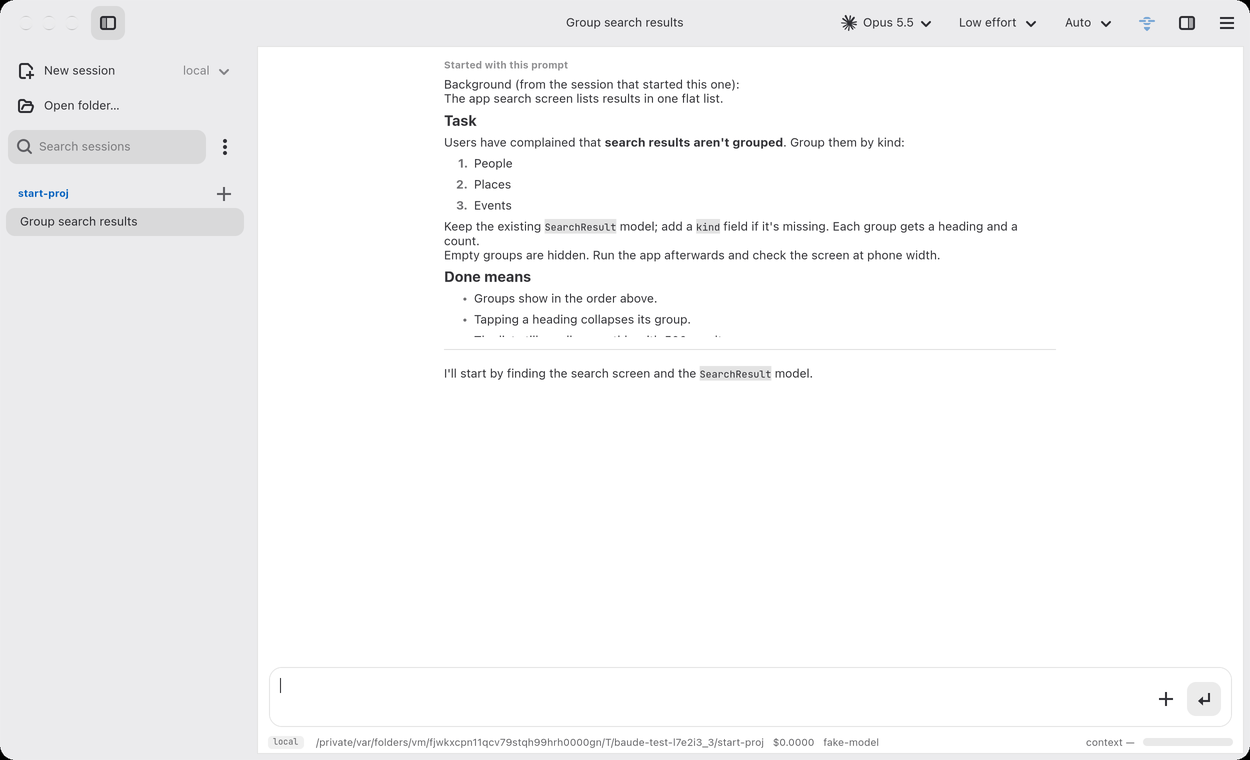 Group search results
Opus 5.5
Low effort
Auto
New session
local
Open folder...
Search sessions
start-proj
Group search results
Started with this prompt
Background (from the session that started this one):
The app search screen lists results in one flat list.
Task
Users have complained that search results aren't grouped. Group them by kind:
1. People
2. Places
3. Events
Keep the existing SearchResult model; add a kind field if it's missing. Each group gets a heading and a
count.
Empty groups are hidden. Run the app afterwards and check the screen at phone width.
Done means
• Groups show in the order above.
• Tapping a heading collapses its group.
I'll start by finding the search screen and the SearchResult model.
local
/private/var/folders/vm/fjwkxcpn11qcv79stqh99hrh0000gn/T/baude-test-l7e2i3_3/start-proj
$0.0000
fake-model
context —